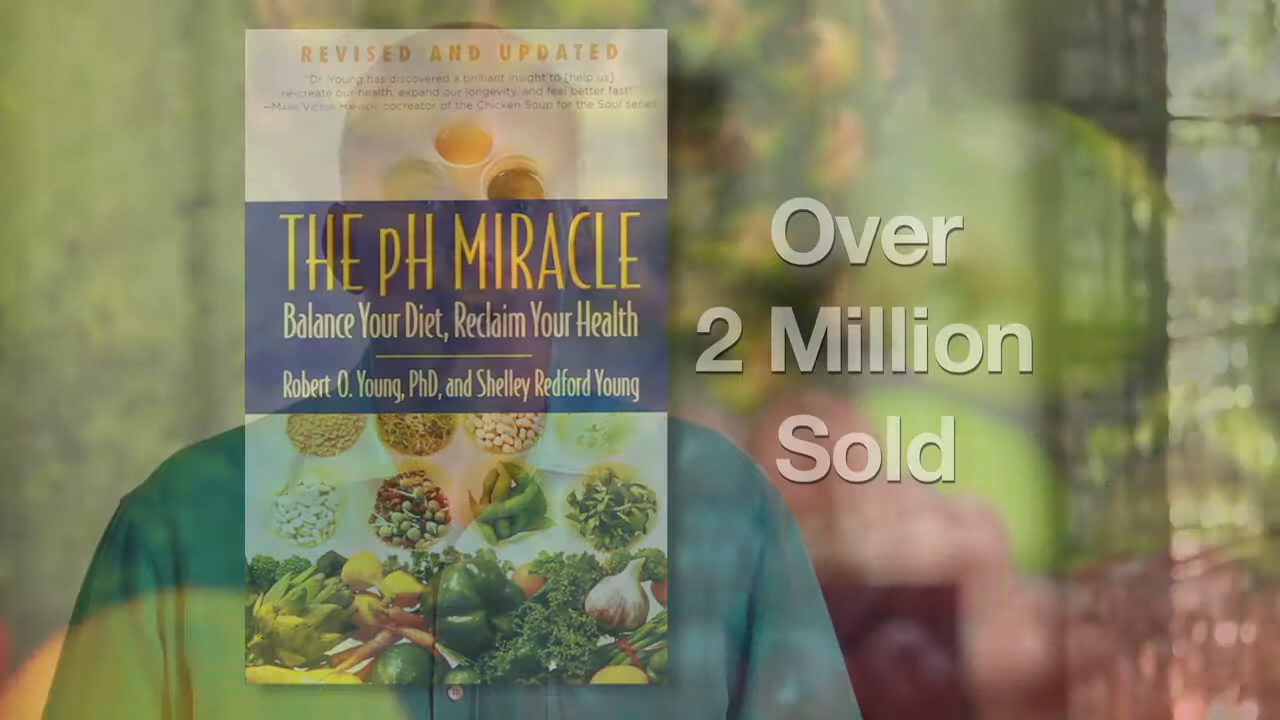 REVISED AND UPDATED
"Dr. Young has discovered a brilliant insight to [help us]
re-create our health, expand our longevity, and feel better fast!"
—Mark Victor Hansen, cocreator of the Chicken Soup for the Soul series
THE pH MIRACLE
Balance Your Diet, Reclaim Your Health
Robert O. Young, PhD, and Shelley Redford Young
Over
2 Million
Sold